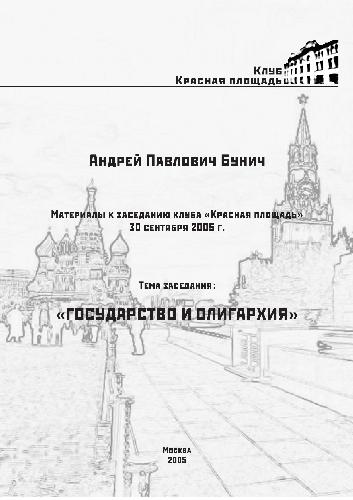 Клуб
Красная площадь
Андрей Павлович Бунич
Материалы к заседанию клуба «Красная площадь»
30 сентября 2005 г.
Тема заседания:
«ГОСУДАРСТВО И ОЛИГАРХИЯ»
Москва
2005